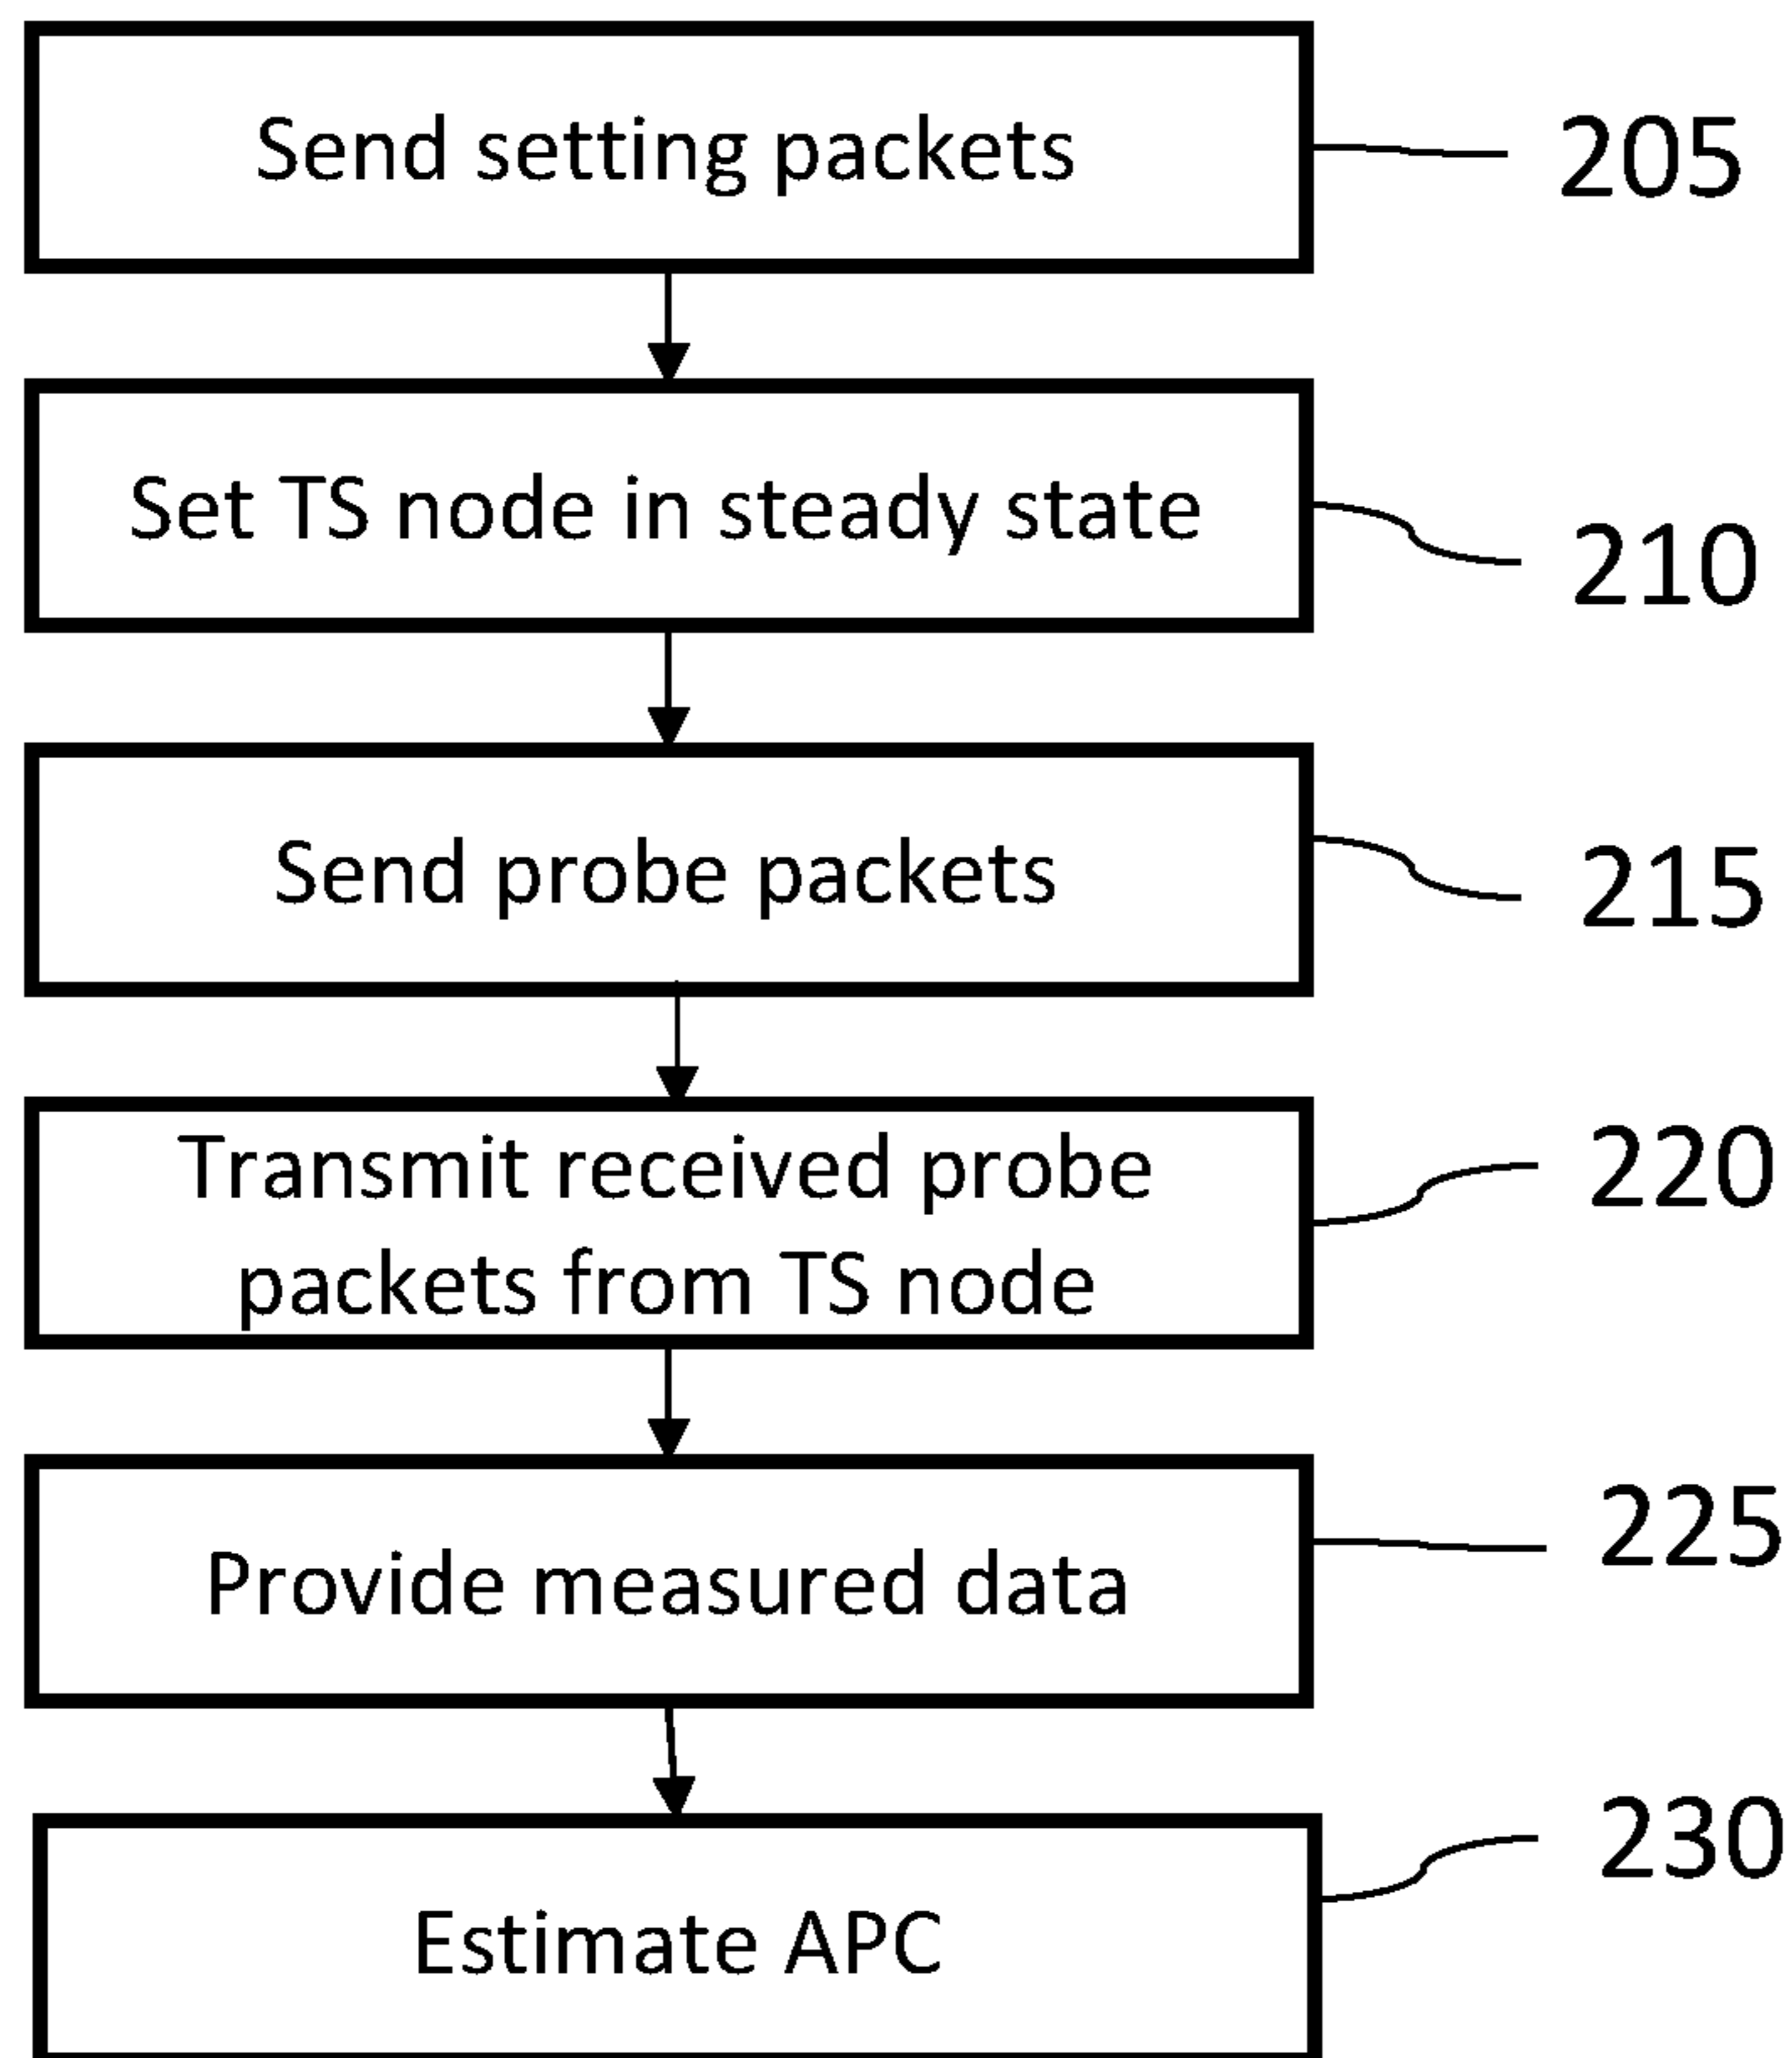 Send setting packets
205
Set TS node in steady state
210
Send probe packets
215
Transmit received probe
packets from TS node
220
Provide measured data
225
Estimate APC
230